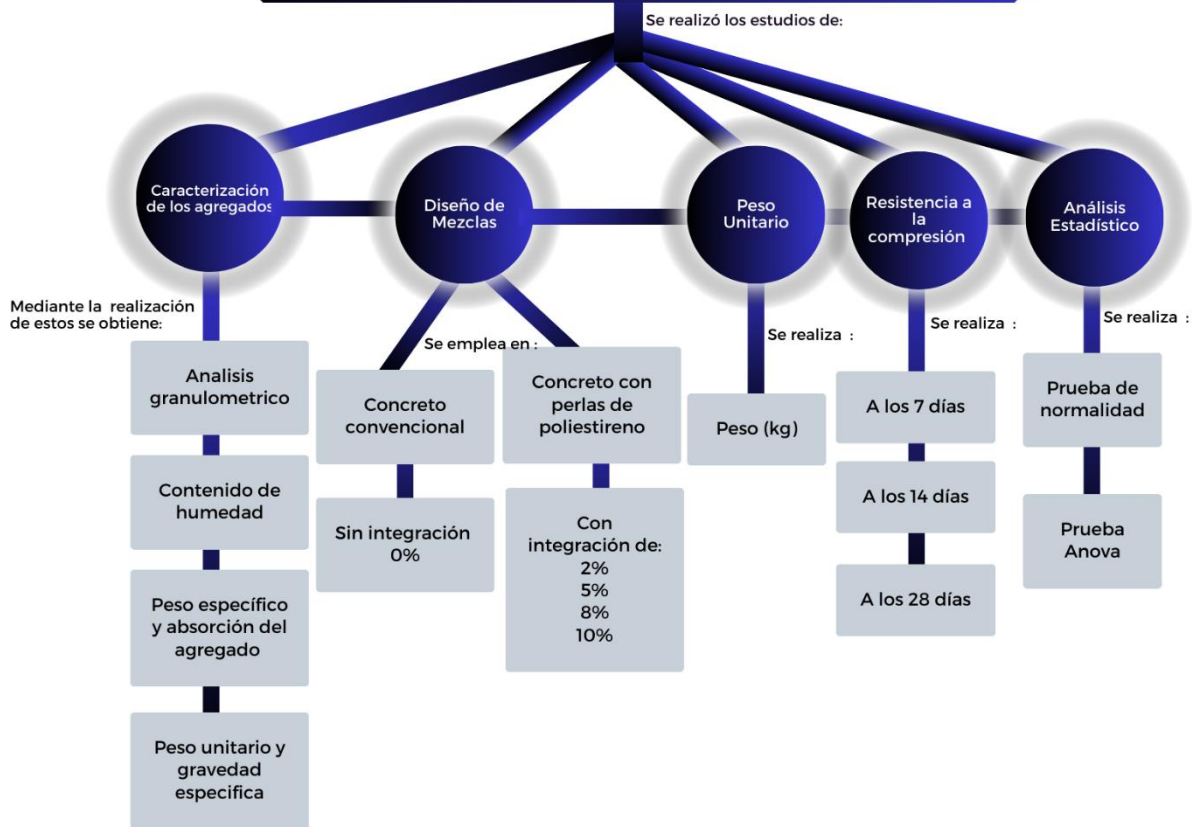 Se realizó los estudios de:
Caracterización
de los agregados
Diseño de
Mezclas
Peso
Unitario
Resistencia a
la
compresión
Análisis
Estadístico
Mediante la realización
de estos se obtiene:
Analisis
granulometrico
Contenido de
humedad
Peso específico
y absorción del
agregado
Peso unitario y
gravedad
especifica
Se emplea en :
Concreto
convencional
Sin integración
0%
Concreto con
perlas de
poliestireno
Con
integración de:
2%
5%
8%
10%
Se realiza :
Peso (kg)
Se realiza :
A los 7 días
A los 14 días
A los 28 días
Se realiza :
Prueba de
normalidad
Prueba
Anova